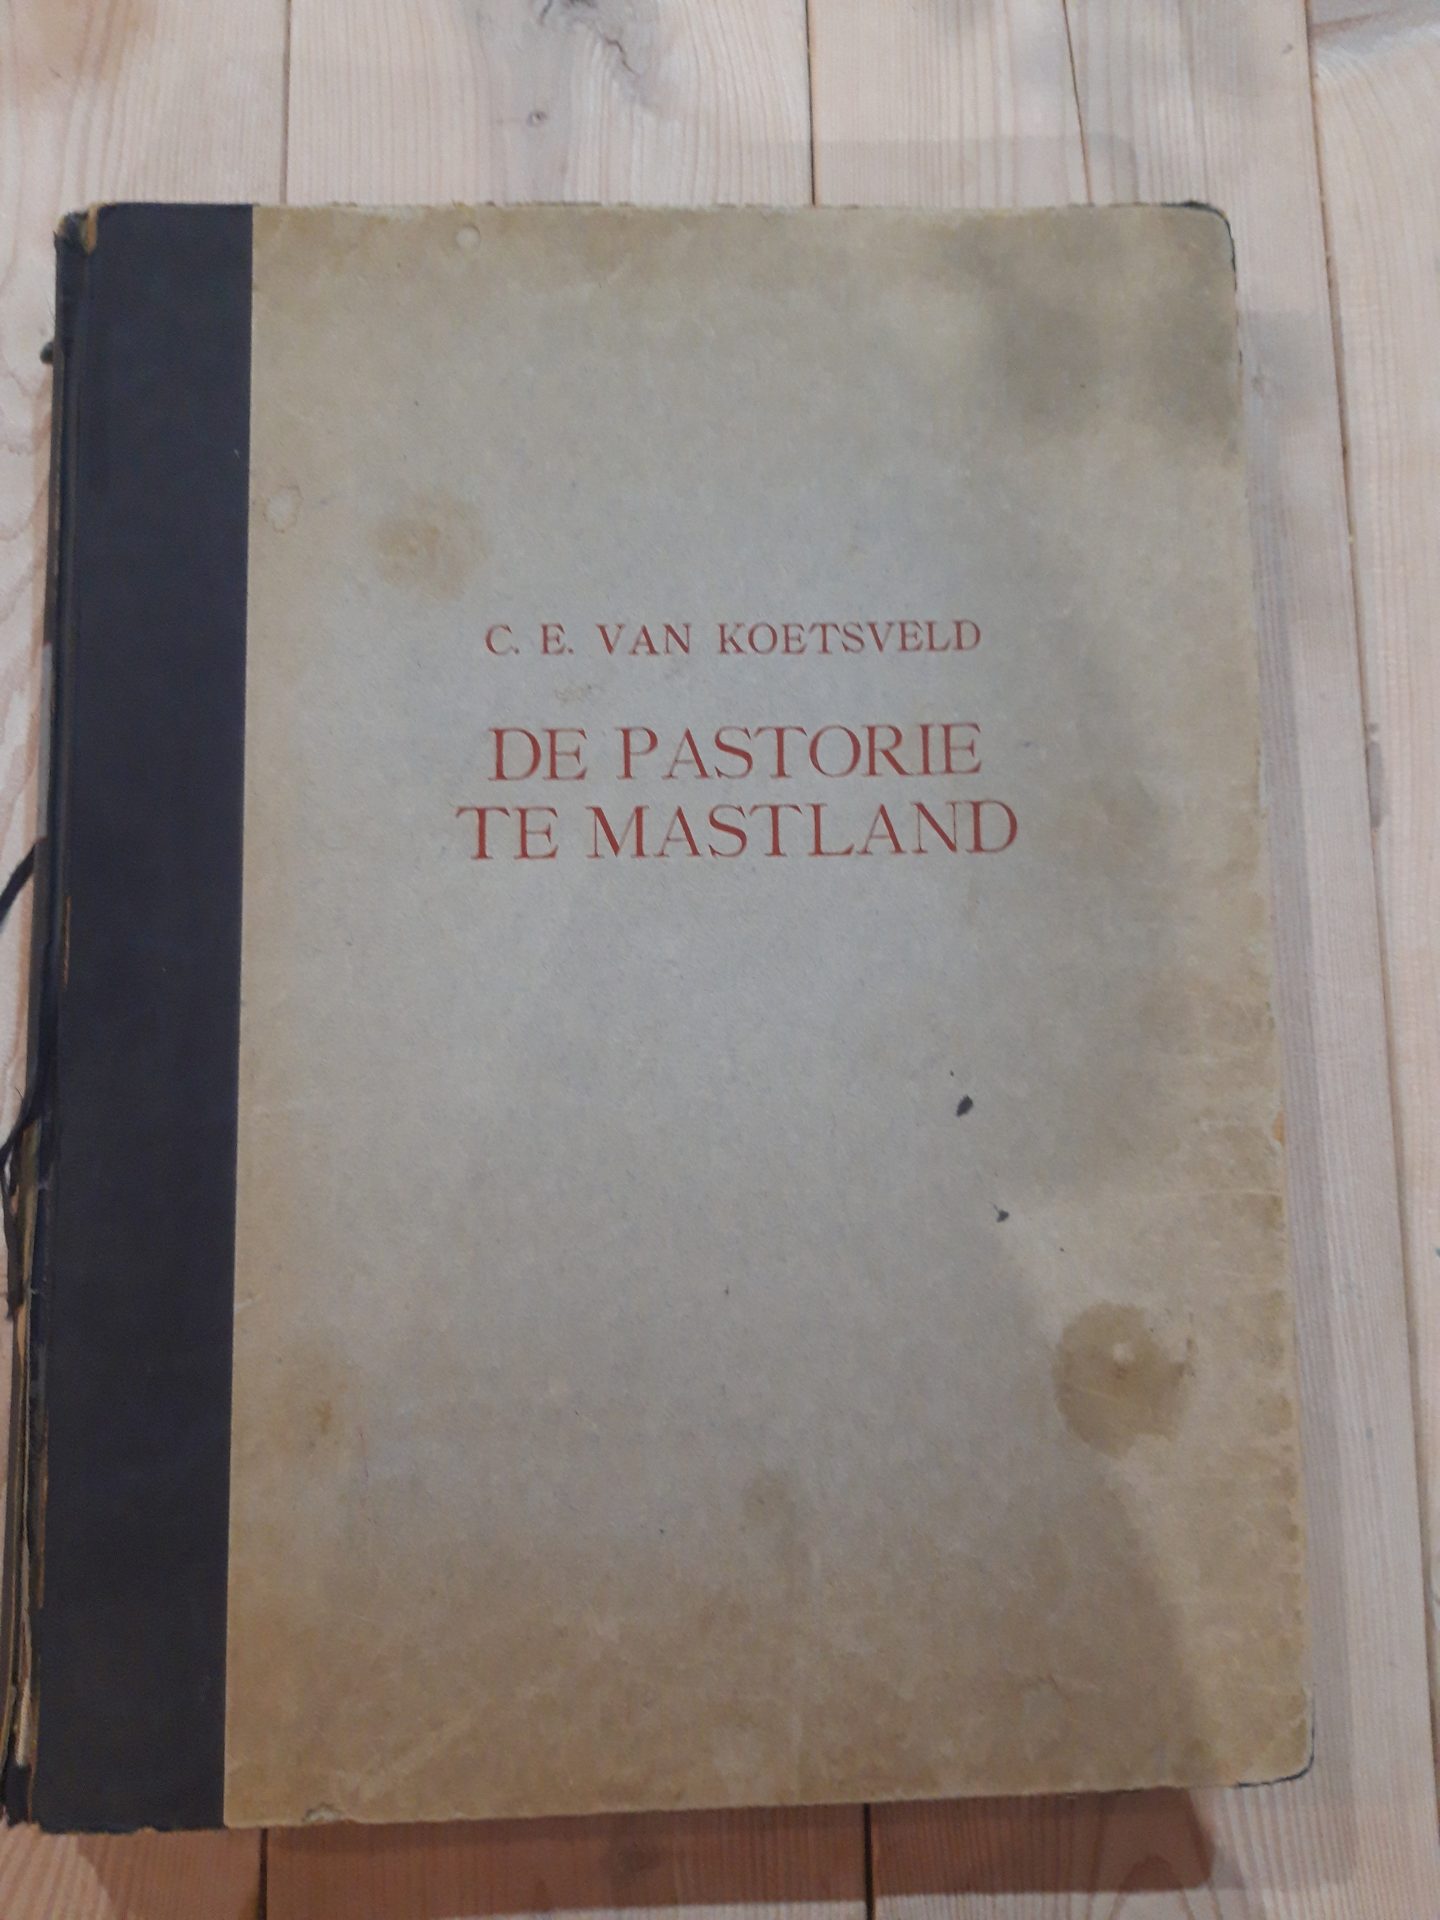 C. E. VAN KOETSVELD
DE PASTORIE
TE MASTLAND